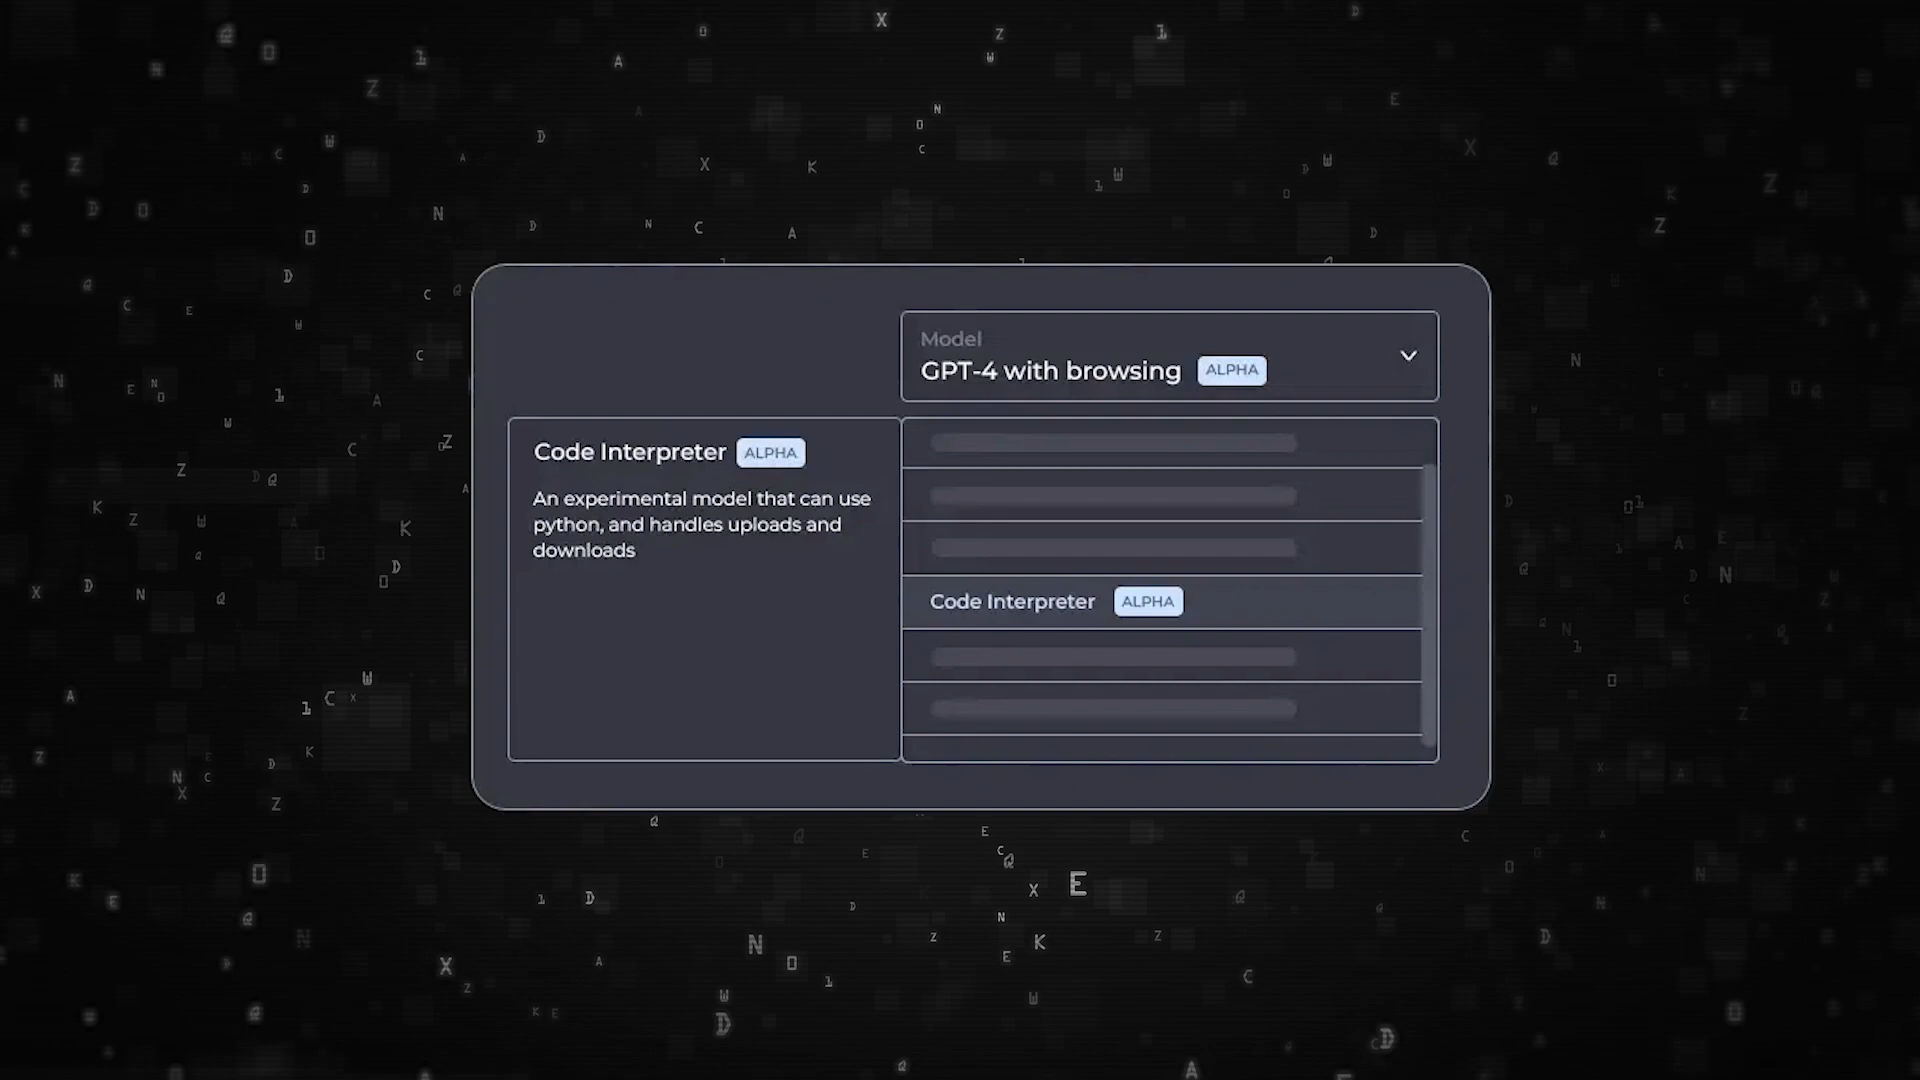 Model
GPT-4 with browsing ALPHA
Code Interpreter ALPHA
An experimental model that can use
python, and handles uploads and
downloads
Code Interpreter ALPHA